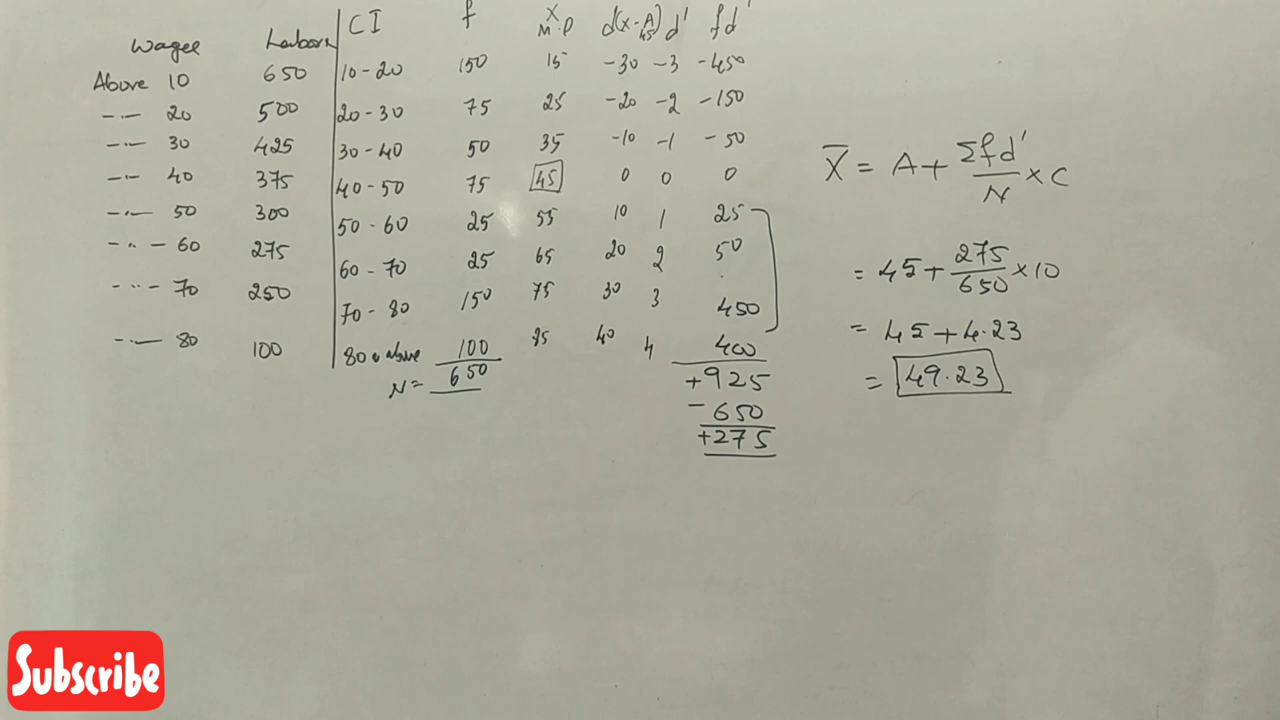 Wages Labors CI f X M.P d(X-A) 45 d' fd'
Above 10 650 10-20 150 15 -30 -3 -450
-"- 20 500 20-30 75 25 -20 -2 -150
-"- 30 425 30-40 50 35 -10 -1 -50
-"- 40 375 40-50 75 45 0 0 0
-"- 50 300 50-60 25 55 10 1 25
-"- 60 275 60-70 25 65 20 2 50
-"- 70 250 70-80 150 75 30 3 450
-"- 80 100 80 & above 100 85 40 4 400
N= 650 +925
-650
+275
X̄ = A + Σfd'/N × C
= 45 + 275/650 × 10
= 45 + 4.23
= 49.23
Subscribe